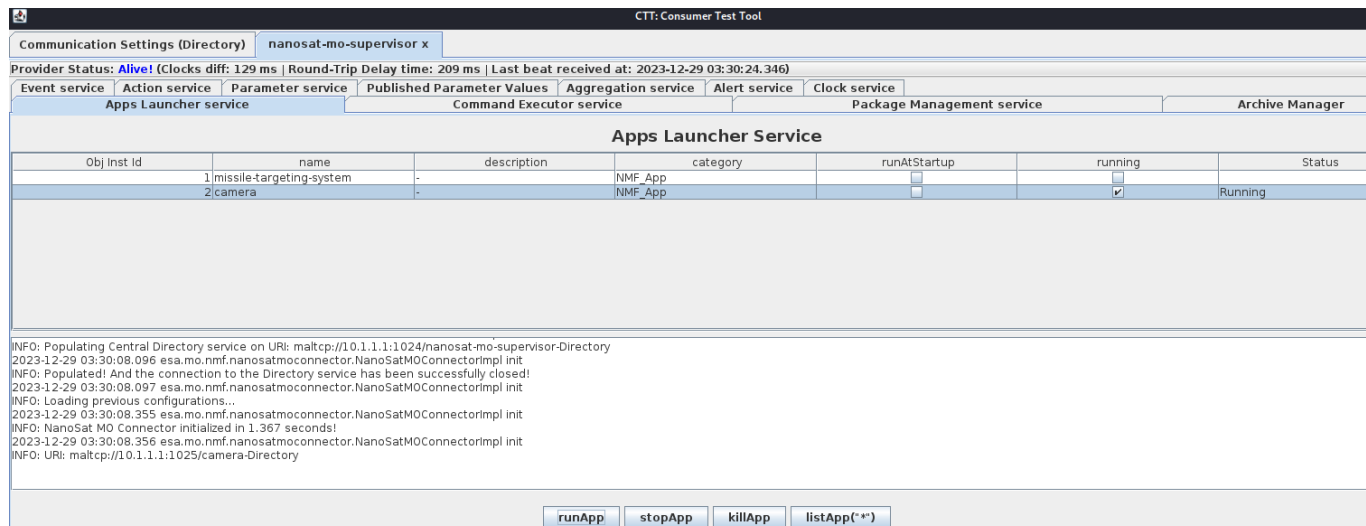 CTT: Consumer Test Tool
Communication Settings (Directory) nanosat-mo-supervisor x
Provider Status: Alive! (Clocks diff: 129 ms | Round-Trip Delay time: 209 ms | Last beat received at: 2023-12-29 03:30:24.346)
Event service Action service Parameter service Published Parameter Values Aggregation service Alert service Clock service
Apps Launcher service Command Executor service Package Management service Archive Manager
Apps Launcher Service
Obj Inst Id name description category runAtStartup running Status
1 missile-targeting-system - NMF_App
2 camera - NMF_App Running
INFO: Populating Central Directory service on URI: maltcp://10.1.1.1:1024/nanosat-mo-supervisor-Directory
2023-12-29 03:30:08.096 esa.mo.nmf.nanosatmoconnector.NanoSatMOConnectorImpl init
INFO: Populated! And the connection to the Directory service has been successfully closed!
2023-12-29 03:30:08.097 esa.mo.nmf.nanosatmoconnector.NanoSatMOConnectorImpl init
INFO: Loading previous configurations...
2023-12-29 03:30:08.355 esa.mo.nmf.nanosatmoconnector.NanoSatMOConnectorImpl init
INFO: NanoSat MO Connector initialized in 1.367 seconds!
2023-12-29 03:30:08.356 esa.mo.nmf.nanosatmoconnector.NanoSatMOConnectorImpl init
INFO: URI: maltcp://10.1.1.1:1025/camera-Directory
runApp stopApp killApp listApp("*")